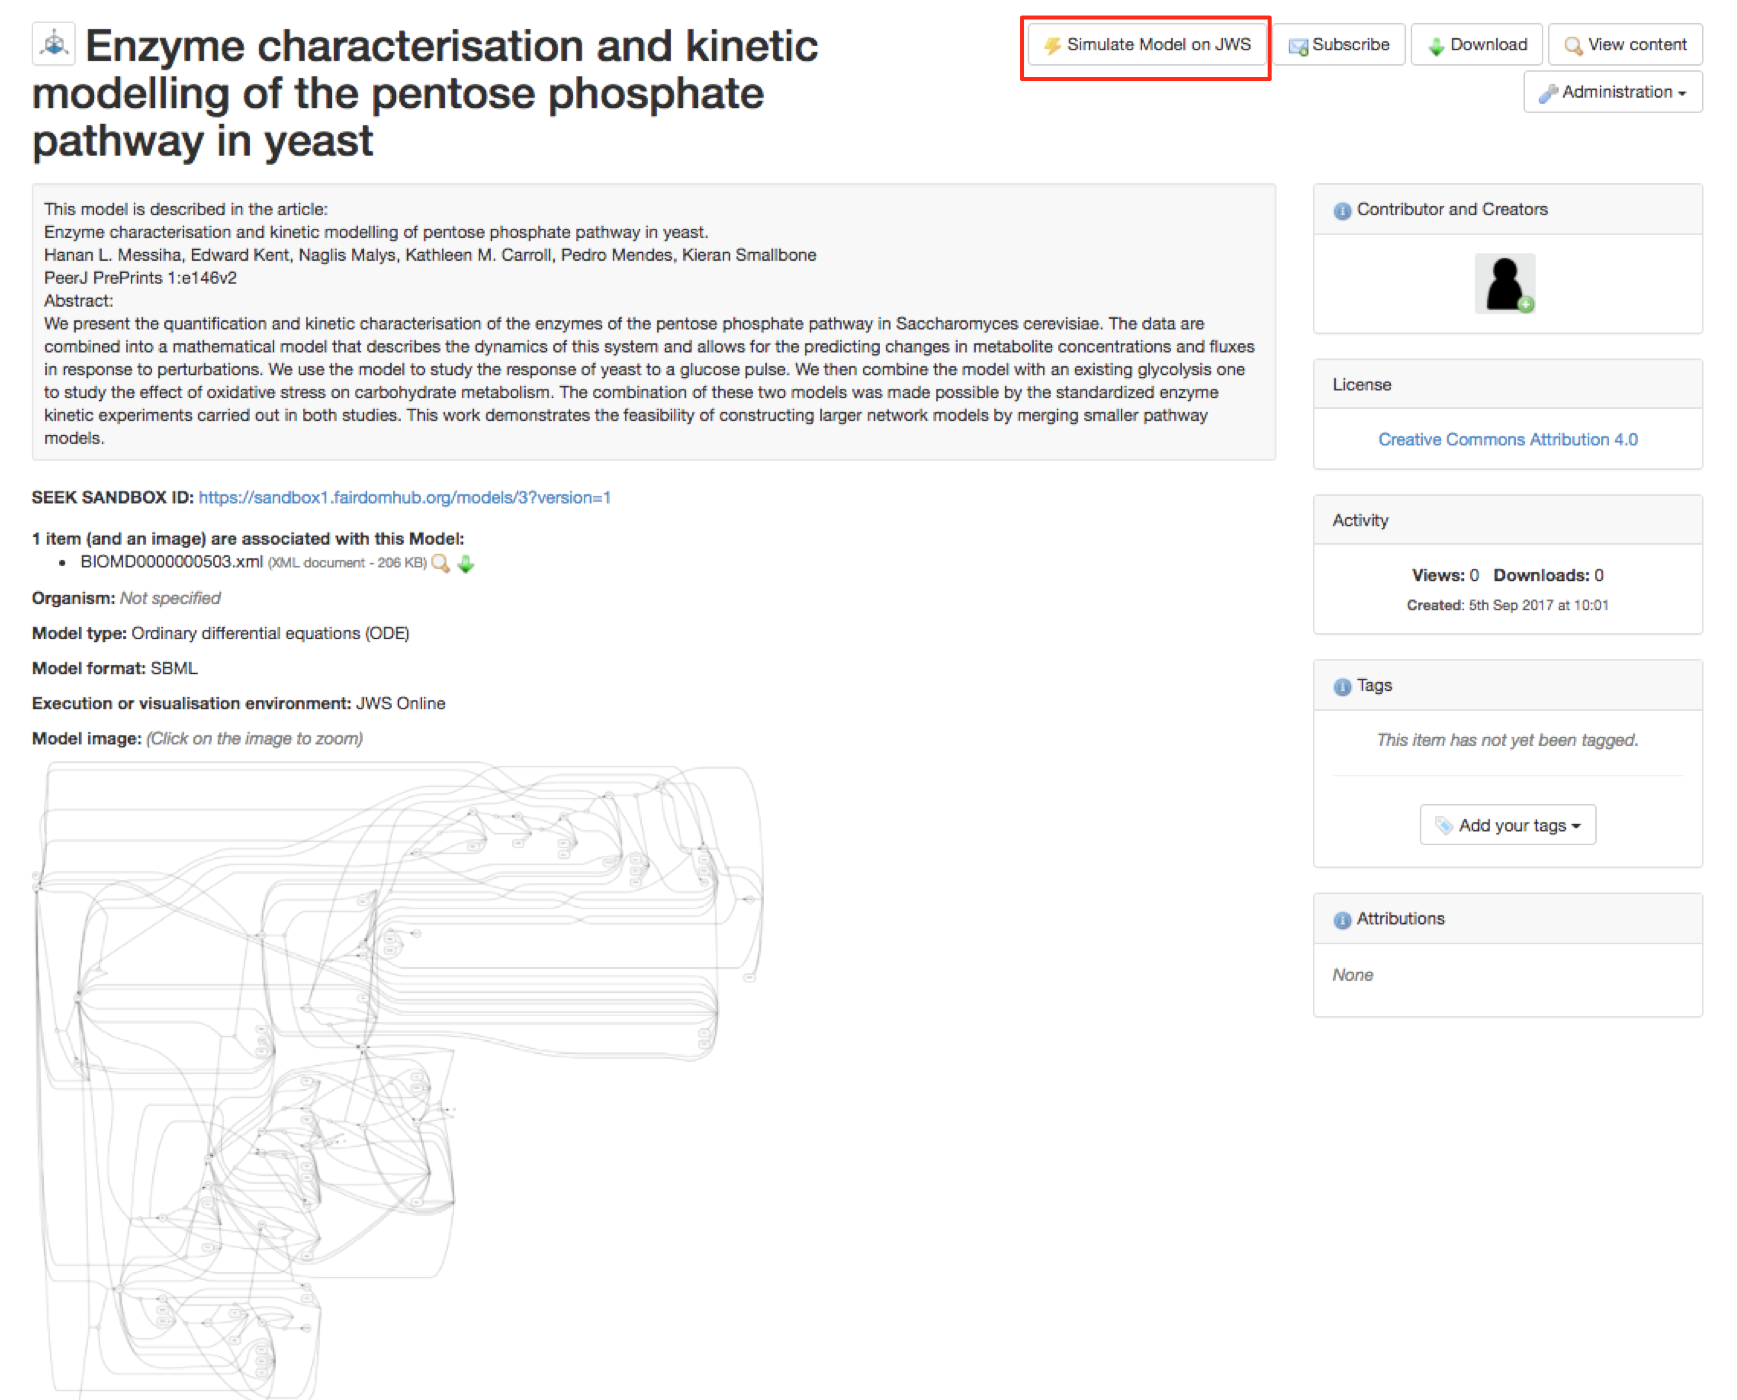 Enzyme characterisation and kinetic
modelling of the pentose phosphate
pathway in yeast
Simulate Model on JWS
Subscribe
Download
View content
Administration
This model is described in the article:
Enzyme characterisation and kinetic modelling of pentose phosphate pathway in yeast.
Hanan L. Messiha, Edward Kent, Naglis Malys, Kathleen M. Carroll, Pedro Mendes, Kieran Smallbone
PeerJ PrePrints 1:e146v2
Abstract:
We present the quantification and kinetic characterisation of the enzymes of the pentose phosphate pathway in Saccharomyces cerevisiae. The data are
combined into a mathematical model that describes the dynamics of this system and allows for the predicting changes in metabolite concentrations and fluxes
in response to perturbations. We use the model to study the response of yeast to a glucose pulse. We then combine the model with an existing glycolysis one
to study the effect of oxidative stress on carbohydrate metabolism. The combination of these two models was made possible by the standardized enzyme
kinetic experiments carried out in both studies. This work demonstrates the feasibility of constructing larger network models by merging smaller pathway
models.
SEEK SANDBOX ID: https://sandbox1.fairdomhub.org/models/3?version=1
1 item (and an image) are associated with this Model:
• BIOMD0000000503.xml (XML document - 206 KB)
Organism: Not specified
Model type: Ordinary differential equations (ODE)
Model format: SBML
Execution or visualisation environment: JWS Online
Model image: (Click on the image to zoom)
Contributor and Creators
License
Creative Commons Attribution 4.0
Activity
Views: 0 Downloads: 0
Created: 5th Sep 2017 at 10:01
Tags
This item has not yet been tagged.
Add your tags
Attributions
None